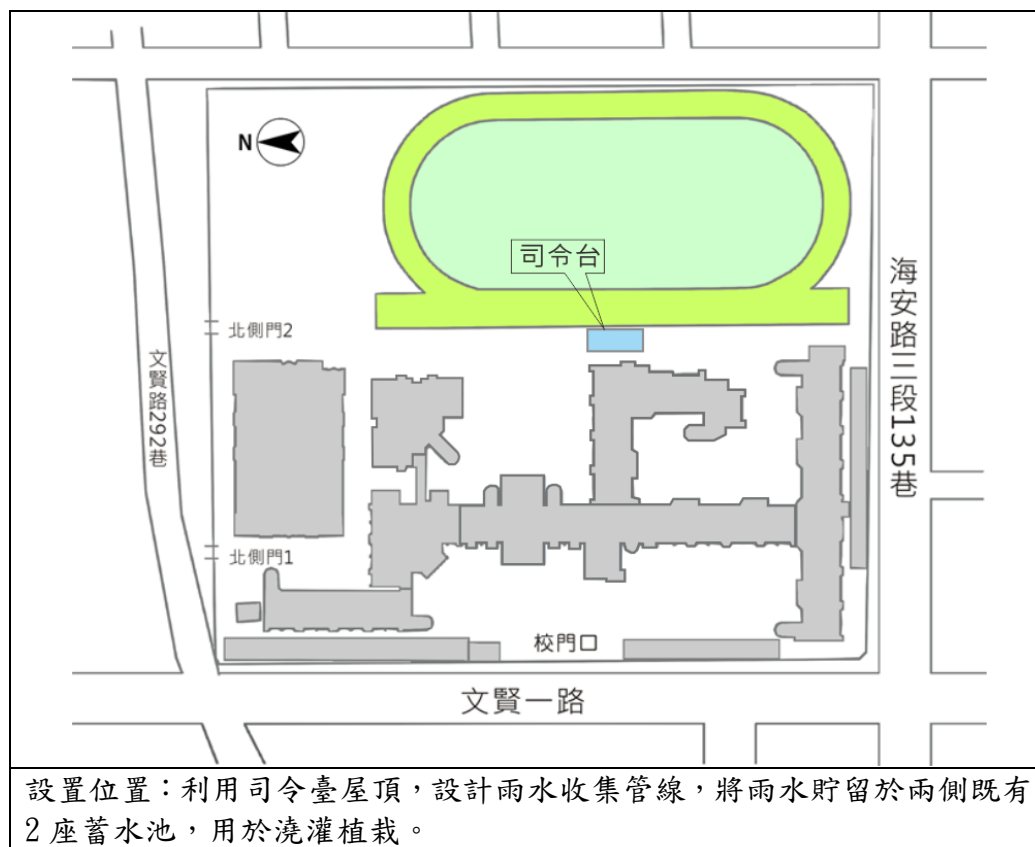 N
司令台
北側門2
文賢路292巷
海安路二段135巷
北側門1
校門口
文賢一路
設置位置：利用司令臺屋頂，設計雨水收集管線，將雨水貯留於兩側既有
2座蓄水池，用於澆灌植栽。